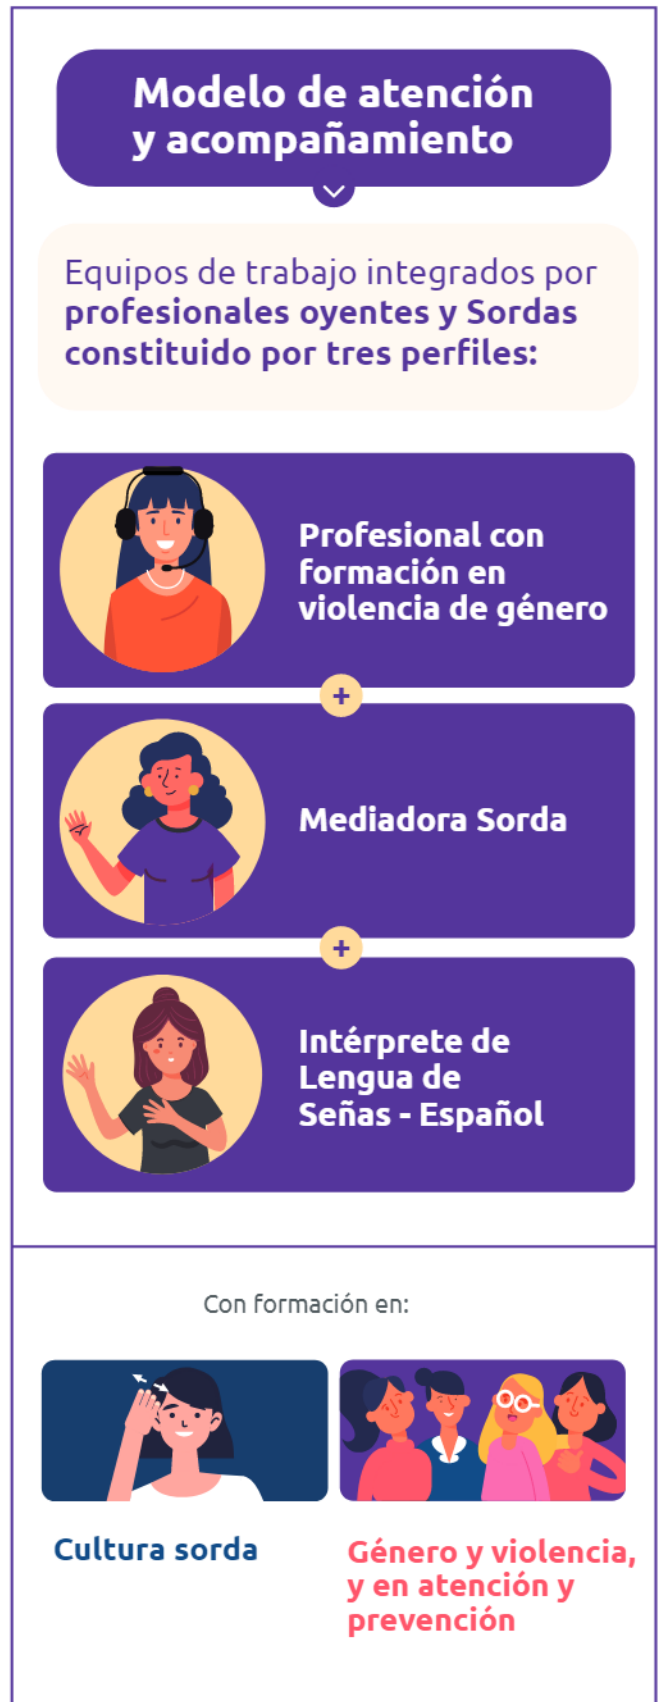 Modelo de atención
y acompañamiento
Equipos de trabajo integrados por
profesionales oyentes y Sordas
constituido por tres perfiles:
Profesional con
formación en
violencia de género
+
Mediadora Sorda
+
Intérprete de
Lengua de
Señas - Español
Con formación en:
Cultura sorda
Género y violencia,
y en atención y
prevención